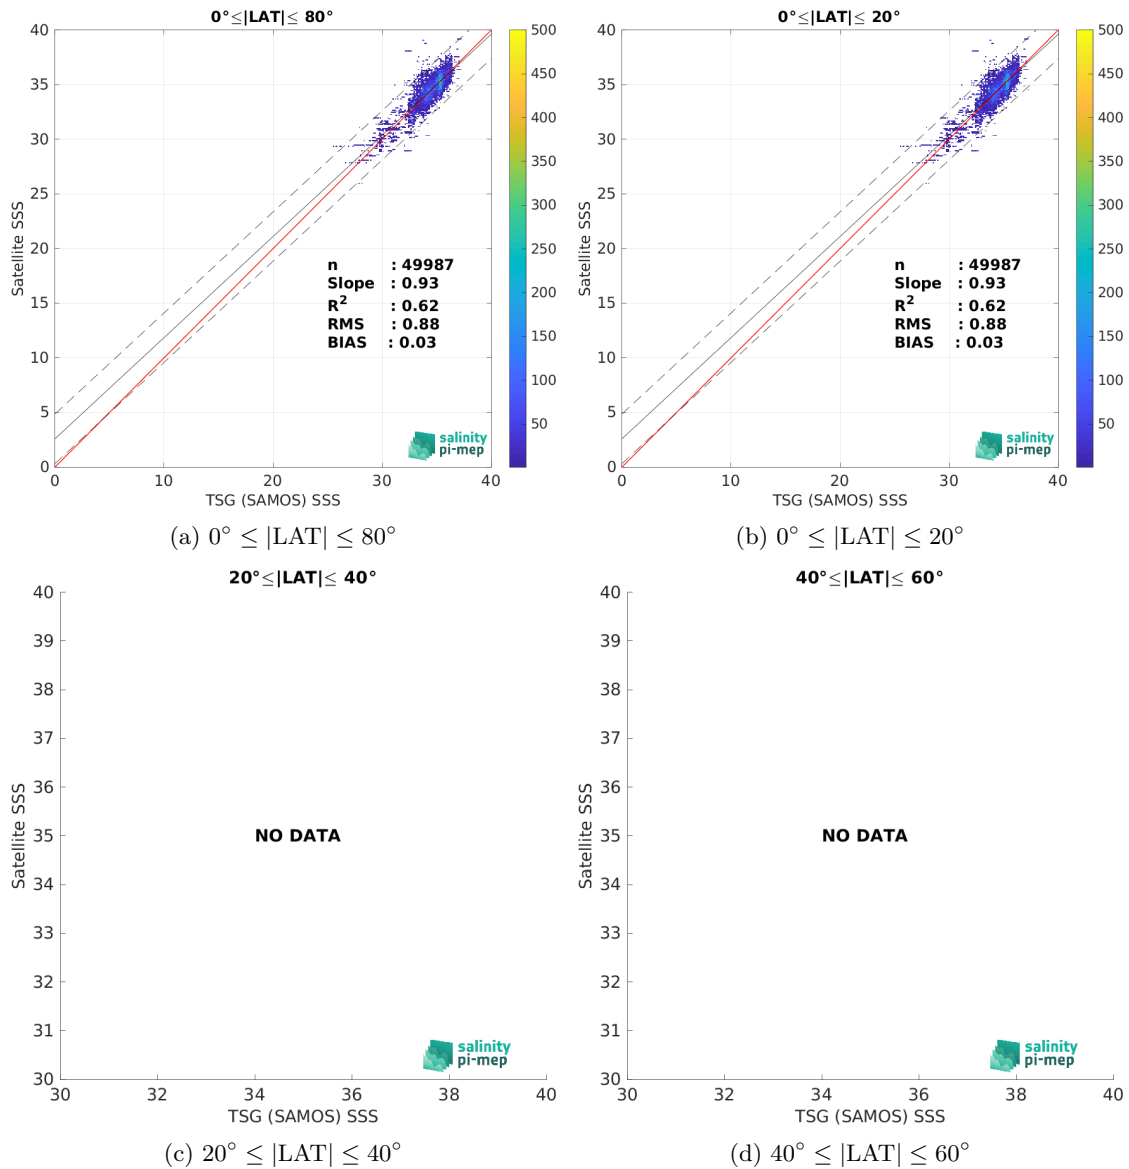 0°≤|LAT|≤ 80°
40
35
30
25
20
15
10
5
0
Satellite SSS
n : 49987
Slope : 0.93
R² : 0.62
RMS : 0.88
BIAS : 0.03
salinity
pi-mep
0 10 20 30 40
TSG (SAMOS) SSS
500
450
400
350
300
250
200
150
100
50
(a) 0° ≤ |LAT| ≤ 80°
0°≤|LAT|≤ 20°
40
35
30
25
20
15
10
5
0
Satellite SSS
n : 49987
Slope : 0.93
R² : 0.62
RMS : 0.88
BIAS : 0.03
salinity
pi-mep
0 10 20 30 40
TSG (SAMOS) SSS
500
450
400
350
300
250
200
150
100
50
(b) 0° ≤ |LAT| ≤ 20°
20°≤|LAT|≤ 40°
40
39
38
37
36
35
34
33
32
31
30
Satellite SSS
NO DATA
salinity
pi-mep
30 32 34 36 38 40
TSG (SAMOS) SSS
(c) 20° ≤ |LAT| ≤ 40°
40°≤|LAT|≤ 60°
40
39
38
37
36
35
34
33
32
31
30
Satellite SSS
NO DATA
salinity
pi-mep
30 32 34 36 38 40
TSG (SAMOS) SSS
(d) 40° ≤ |LAT| ≤ 60°